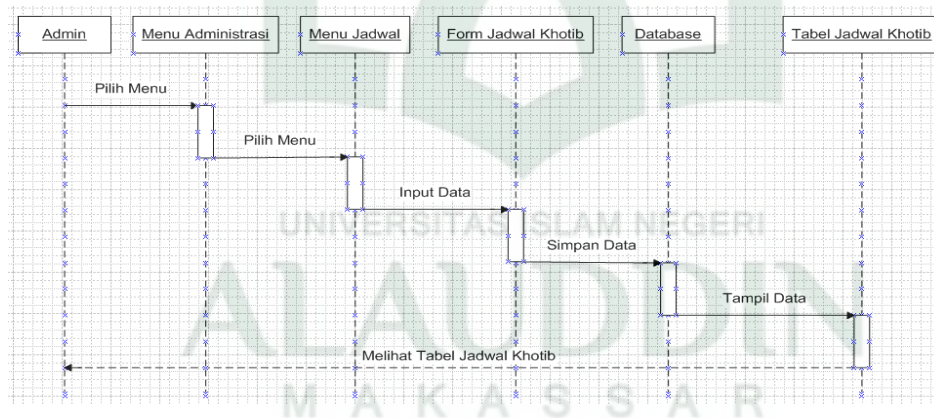 Admin
Menu Administrasi
Menu Jadwal
Form Jadwal Khotib
Database
Tabel Jadwal Khotib
Pilih Menu
Pilih Menu
Input Data
UNIVERSITAS ISLAM NEGERI
Simpan Data
ALAUDDIN
Tampil Data
Melihat Tabel Jadwal Khotib
MAKASSAR